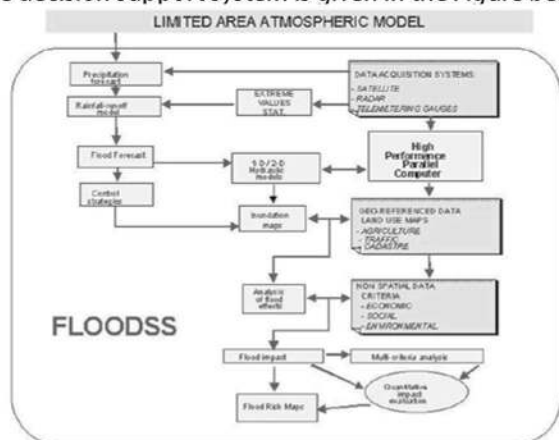 decision support system is given in the Figure
LIMITED AREA ATMOSPHERIC MODEL
Precipitation
forecast
Rainfall-runoff
model
EXTREME
VALUES
STAT.
DATA ACQUISITION SYSTEMS
- SATELLITE
- RADAR
- TELEMETERING GAUGES
Flood Forecast
1-D / 2-D
Hydraulic
models
High
Performance
Parallel
Computer
Control
strategies
Inundation
maps
GEO-REFERENCED DATA
LAND USE MAPS
- AGRICULTURE
- TRAFFIC
- CADASTRE
Analysis
of flood
effects
NON SPATIAL DATA
CRITERIA
- ECONOMIC
- SOCIAL
- ENVIRONMENTAL
FLOODSS
Flood impact
Multi-criteria analysis
Quantitative
impact
evaluation
Flood Risk Maps